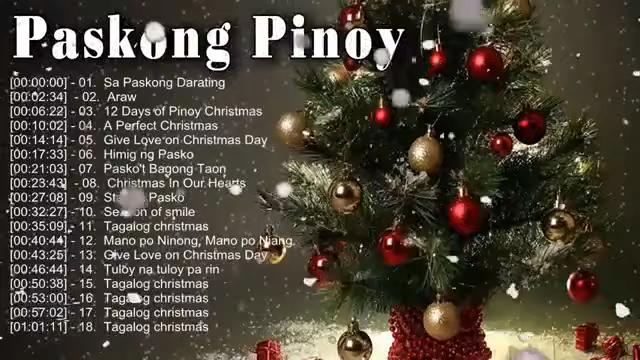 Paskong Pinoy
[00:00:00] - 01. Sa Paskong Darating
[00:02:34] - 02. Araw
[00:06:22] - 03. 12 Days of Pinoy Christmas
[00:10:02] - 04. A Perfect Christmas
[00:14:14] - 05. Give Love on Christmas Day
[00:17:33] - 06. Himig ng Pasko
[00:21:03] - 07. Pasko't Bagong Taon
[00:23:43] - 08. Christmas In Our Hearts
[00:27:08] - 09. Pasko
[00:32:27] - 10. Season of smile
[00:35:09] - 11. Tagalog christmas
[00:40:44] - 12. Mano po Ninong, Mano po Niang.
[00:43:25] - 13. Give Love on Christmas Day
[00:46:44] - 14. Tuloy na tuloy pa rin
[00:50:38] - 15. Tagalog christmas
[00:53:00] - 16. Tagalog christmas
[00:57:02] - 17. Tagalog christmas
[01:01:11] - 18. Tagalog christmas